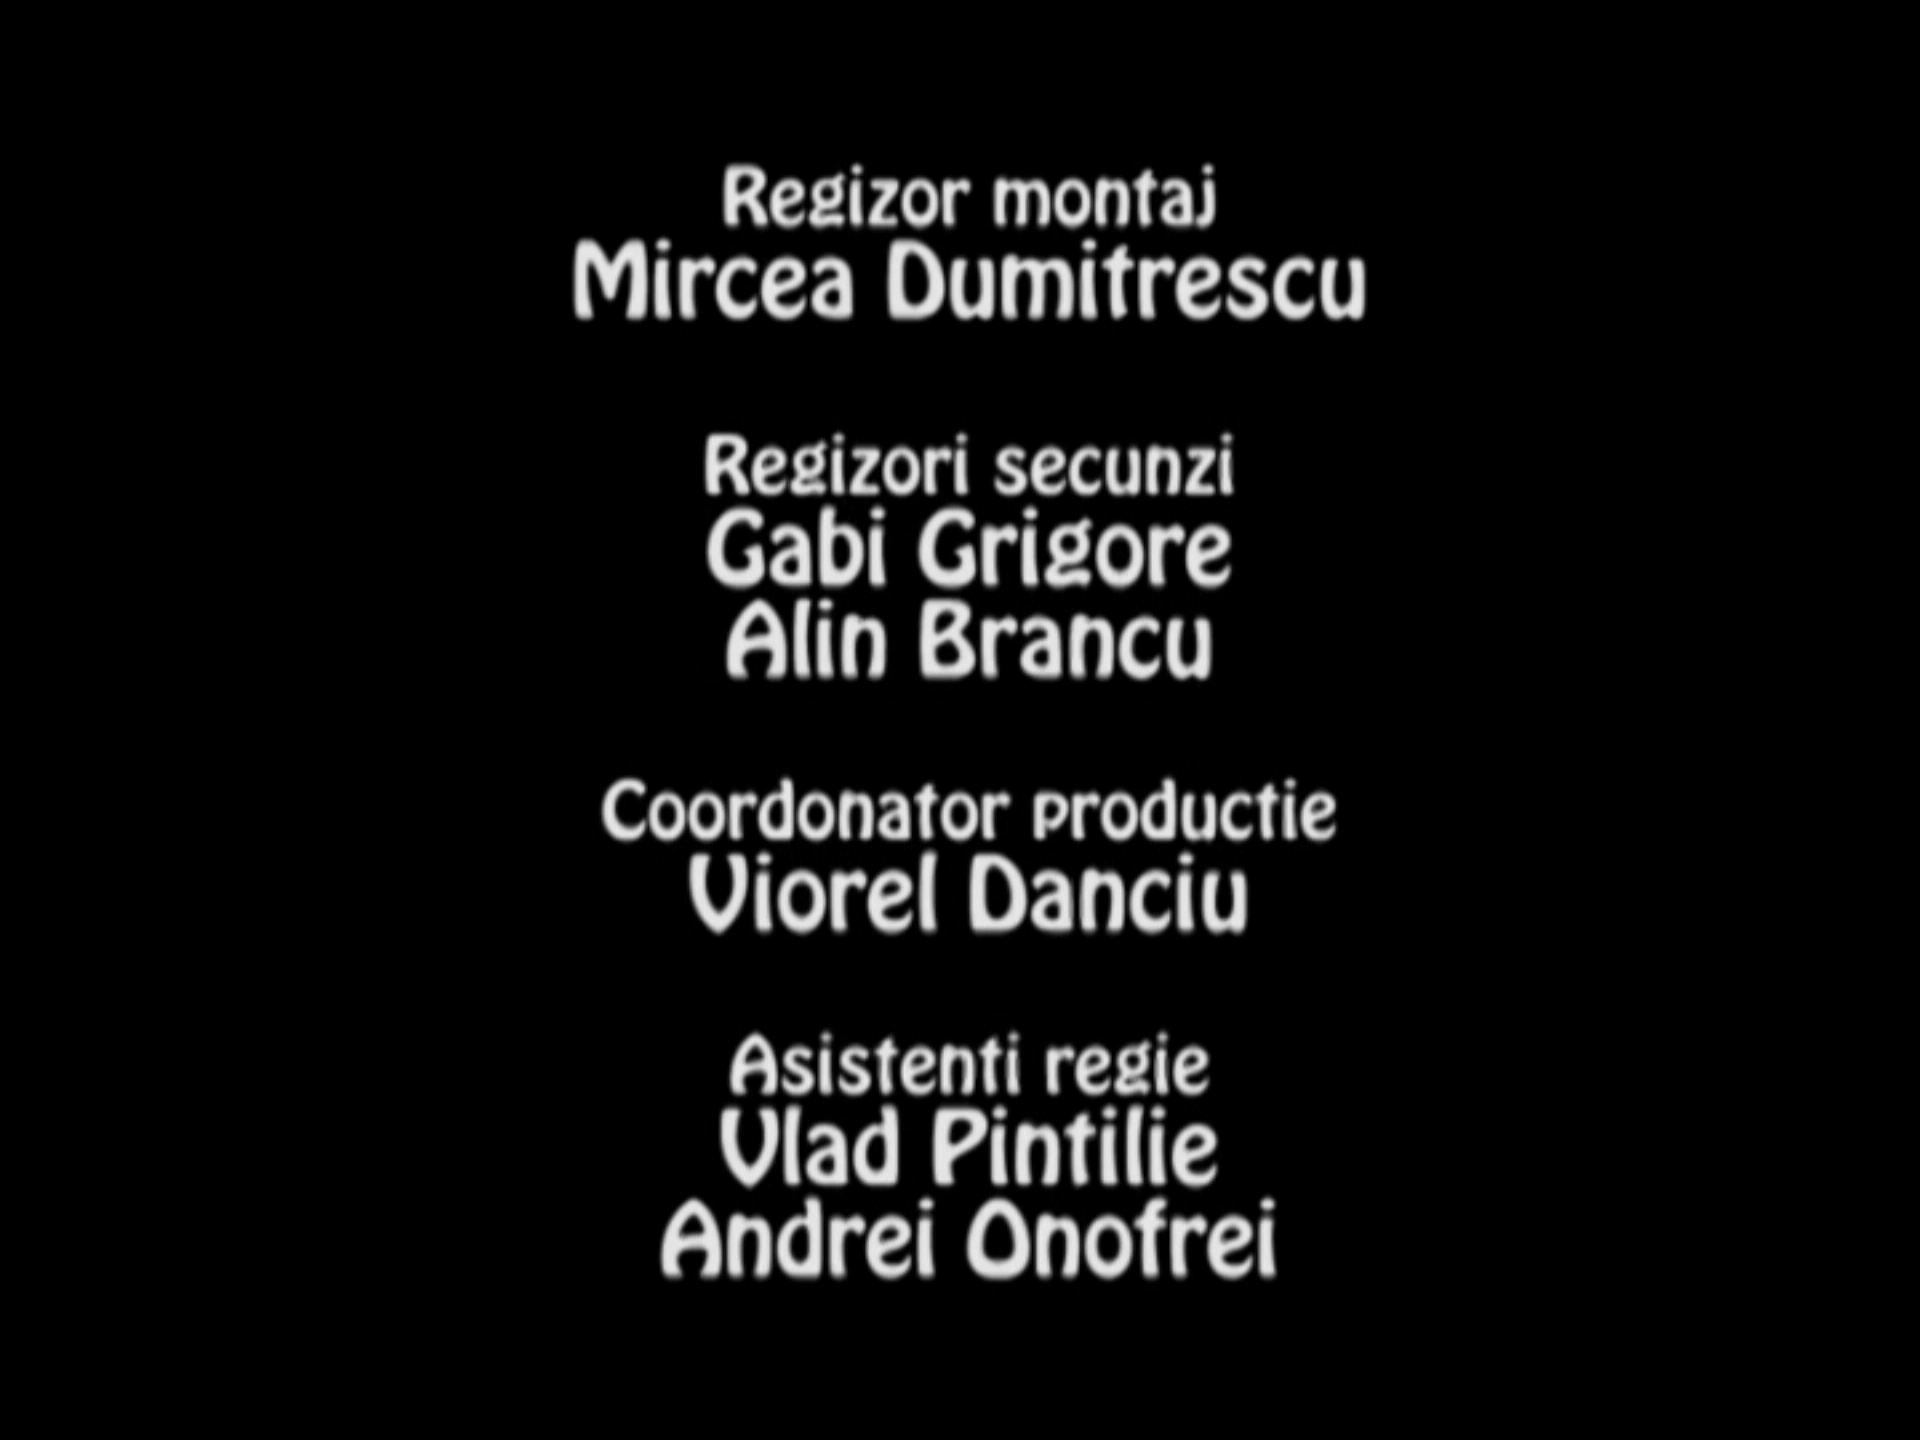 Regizor montaj
Mircea Dumitrescu
Regizori secunzi
Gabi Grigore
Alin Brancu
Coordonator productie
Viorel Danciu
Asistenti regie
Vlad Pintilie
Andrei Onofrei